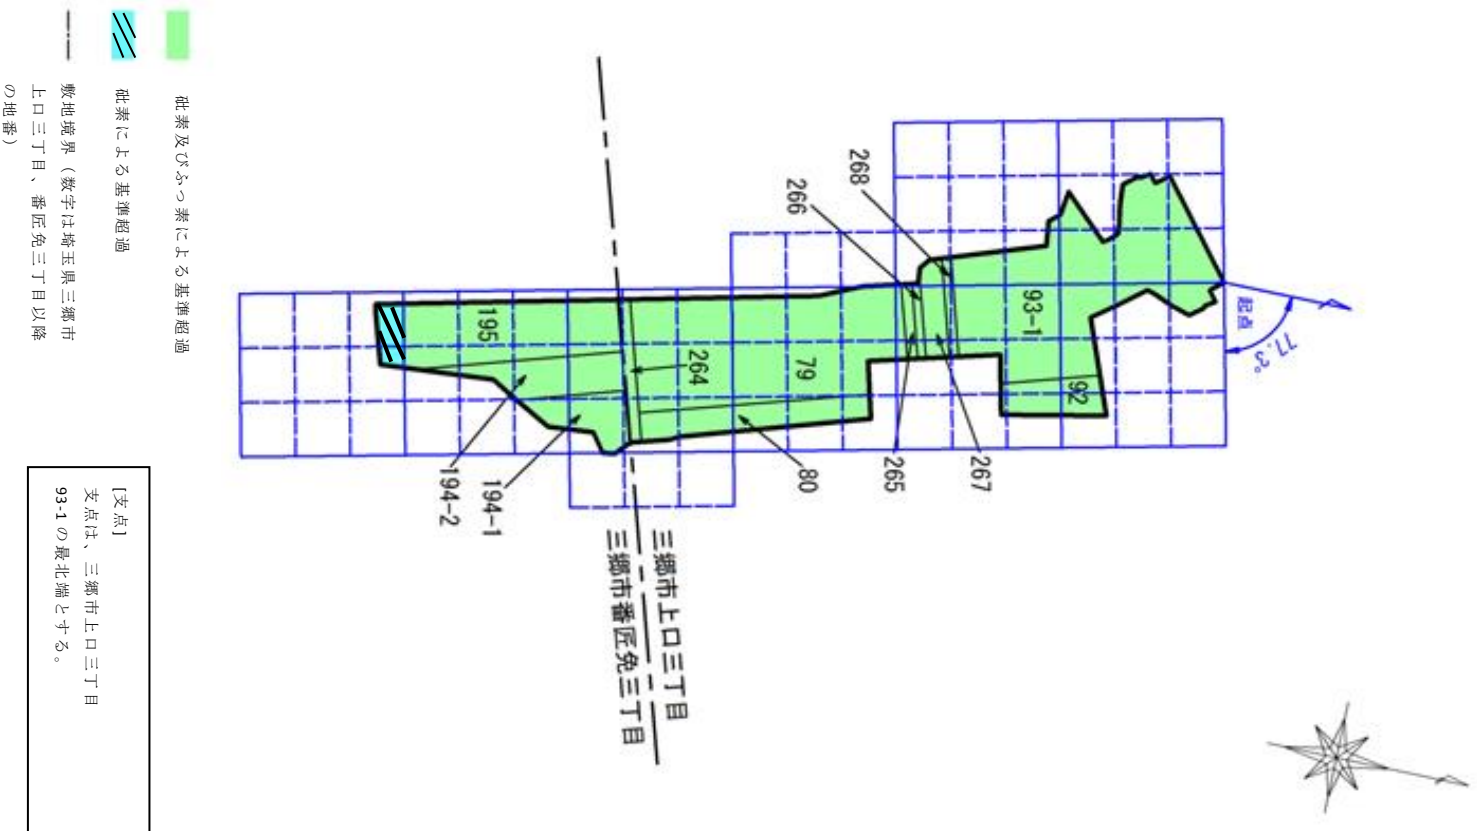 268
266
93-1
起点
77.3°
195
264
79
92
194-2
194-1
80
265
267
三郷市上口三丁目
三郷市番匠免三丁目
砒素及びふっ素による基準超過
砒素による基準超過
敷地境界（数字は埼玉県三郷市
上口三丁目、番匠免三丁目以降
の地番）
[支点]
支点は、三郷市上口三丁目
93-1 の最北端とする。